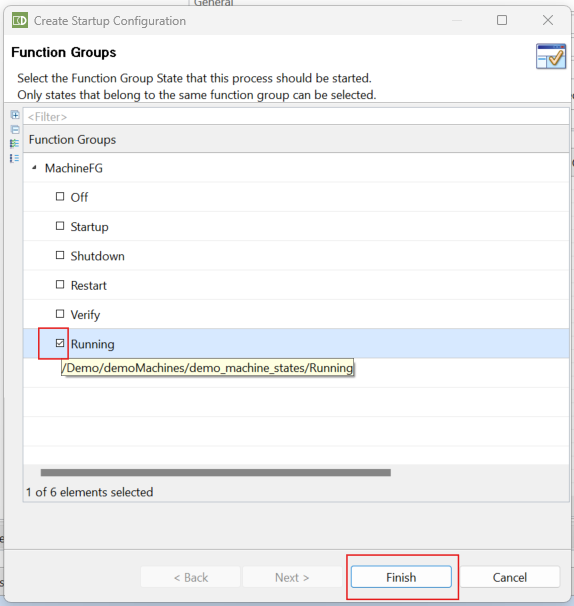 General
Create Startup Configuration
Function Groups
Select the Function Group State that this process should be started.
Only states that belong to the same function group can be selected.
<Filter>
Function Groups
MachineFG
Off
Startup
Shutdown
Restart
Verify
Running
/Demo/demoMachines/demo_machine_states/Running
1 of 6 elements selected
< Back
Next >
Finish
Cancel